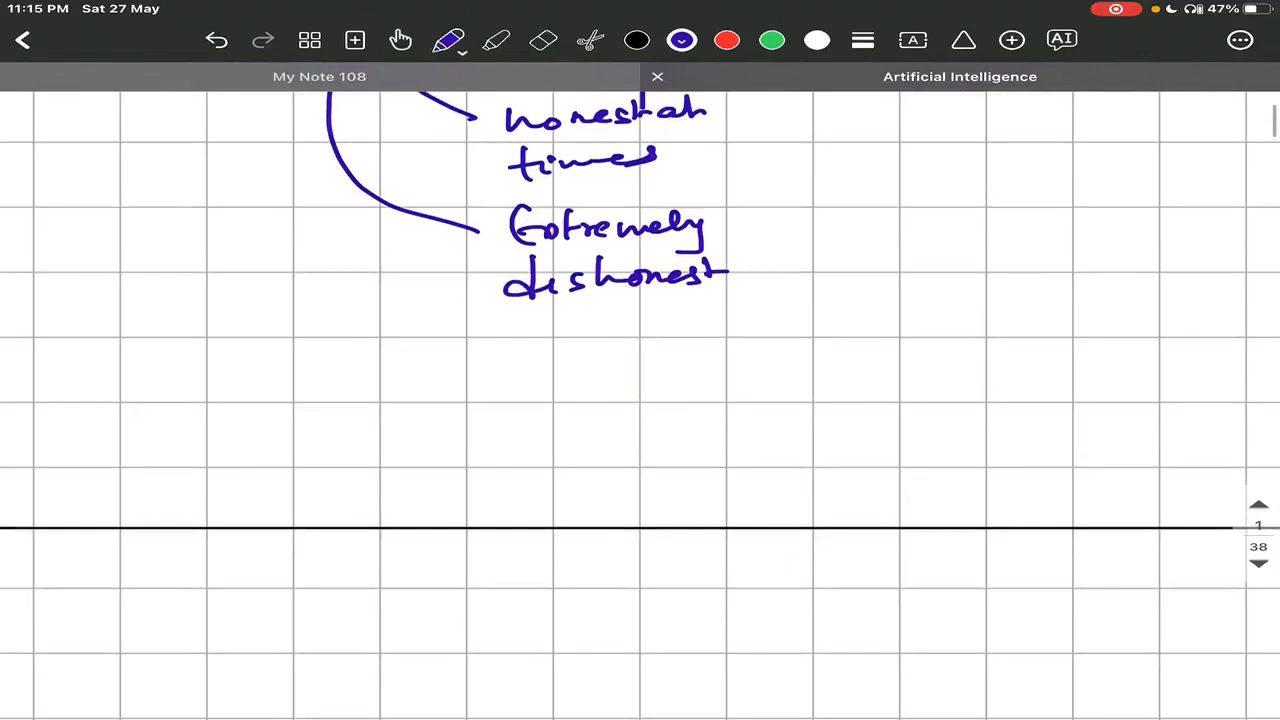 11:15 PM Sat 27 May
47%
A
AI
My Note 108
Artificial Intelligence
honest at
times
Extremely
dishonest
1
38